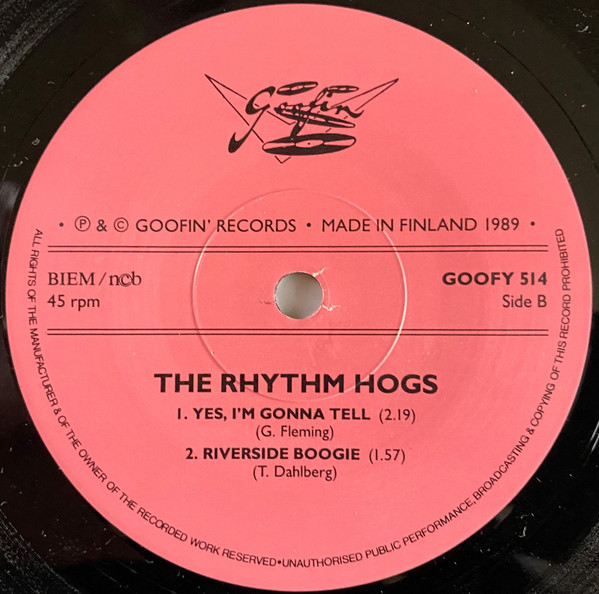 Goofin'
• Ⓟ & © GOOFIN' RECORDS • MADE IN FINLAND 1989 •
BIEM/n©b
45 rpm
GOOFY 514
Side B
THE RHYTHM HOGS
1. YES, I'M GONNA TELL (2.19)
(G. Fleming)
2. RIVERSIDE BOOGIE (1.57)
(T. Dahlberg)
ALL RIGHTS OF THE MANUFACTURER & OF THE OWNER OF THE RECORDED WORK RESERVED•UNAUTHORISED PUBLIC PERFORMANCE, BROADCASTING & COPYING OF THIS RECORD PROHIBITED